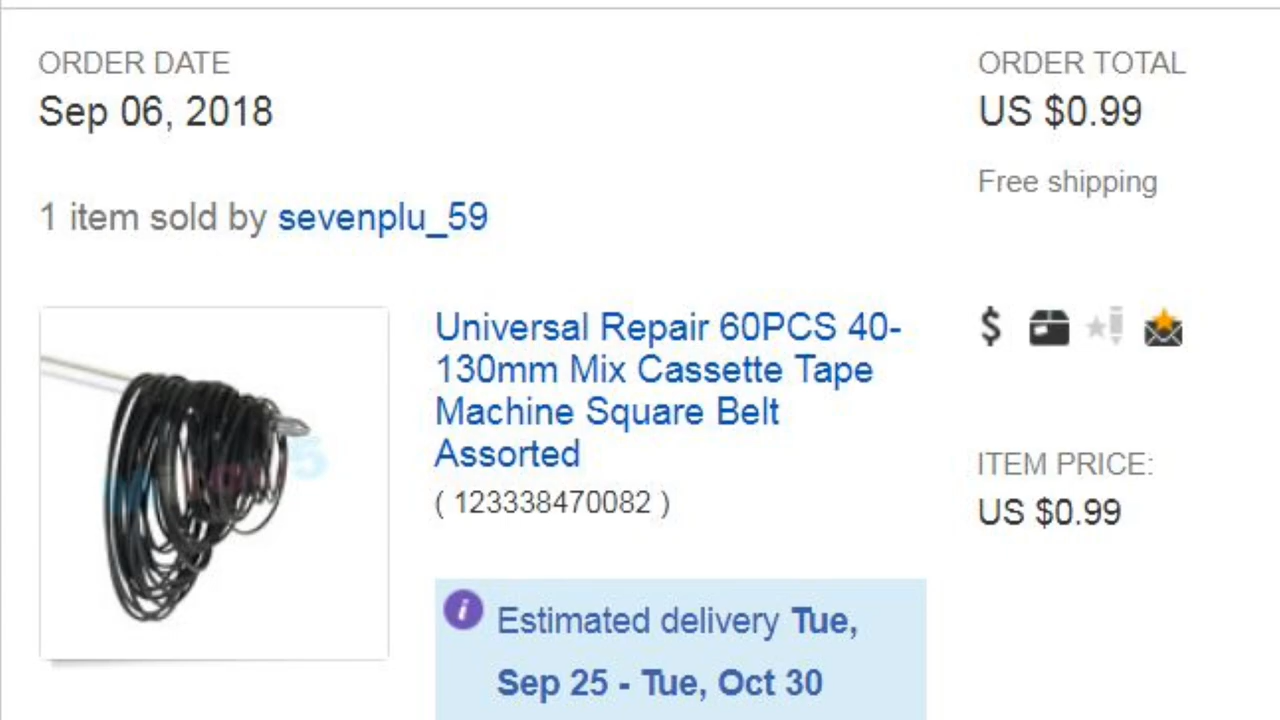 ORDER DATE
Sep 06, 2018
ORDER TOTAL
US $0.99
Free shipping
1 item sold by sevenplu_59
Universal Repair 60PCS 40-
130mm Mix Cassette Tape
Machine Square Belt
Assorted
( 123338470082 )
ITEM PRICE:
US $0.99
Estimated delivery Tue,
Sep 25 - Tue, Oct 30